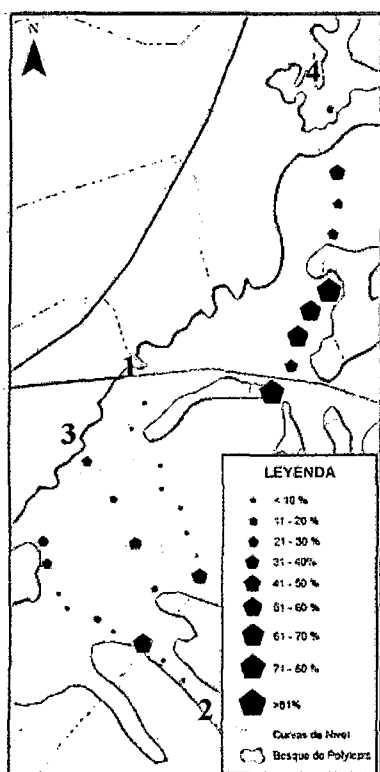 N
4
1
3
2
LEYENDA
< 10 %
11 - 20 %
21 - 30 %
31 - 40%
41 - 50 %
51 - 60 %
61 - 70 %
71 - 80 %
>81%
Curvas de Nivel
Bosque de Polylepis